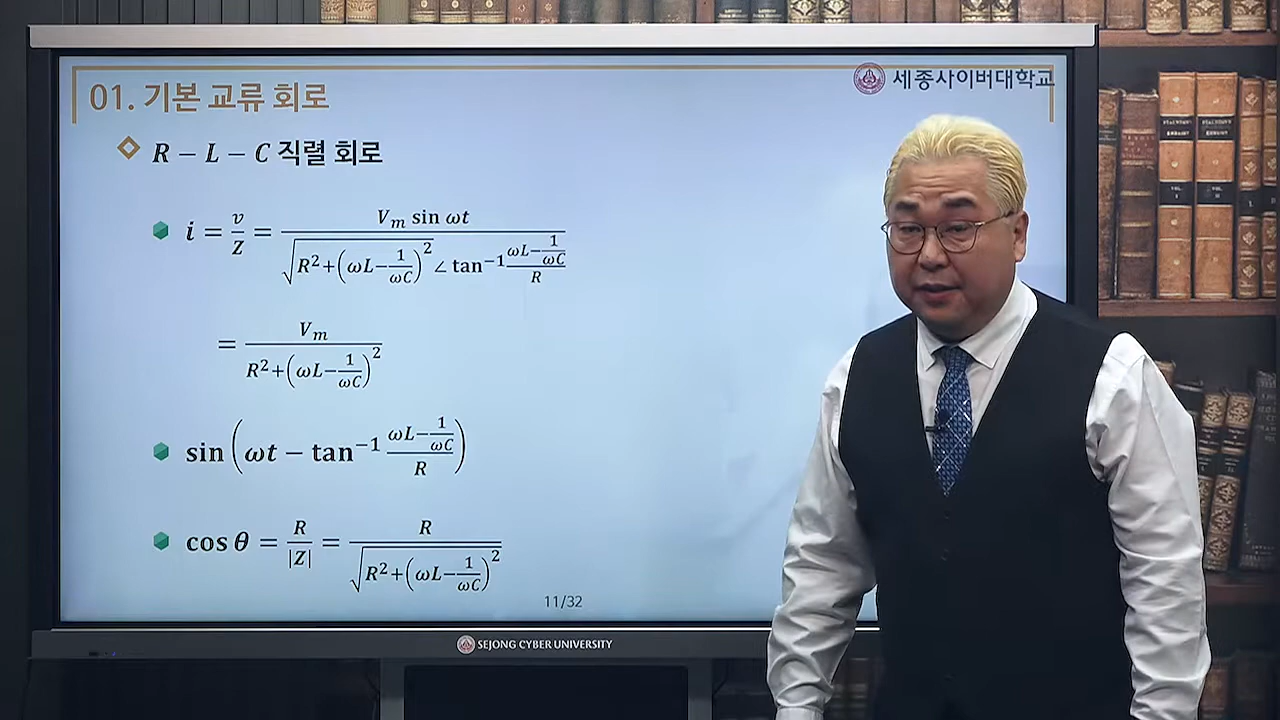 세종사이버대학교
01. 기본 교류 회로
R − L − C 직렬 회로
i = v/Z = V_m sin ωt / √(R²+(ωL−1/ωC)²) ∠ tan⁻¹ (ωL−1/ωC)/R
= V_m / R²+(ωL−1/ωC)²
sin (ωt − tan⁻¹ (ωL−1/ωC)/R)
cos θ = R/|Z| = R / √(R²+(ωL−1/ωC)²)
11/32
SEJONG CYBER UNIVERSITY